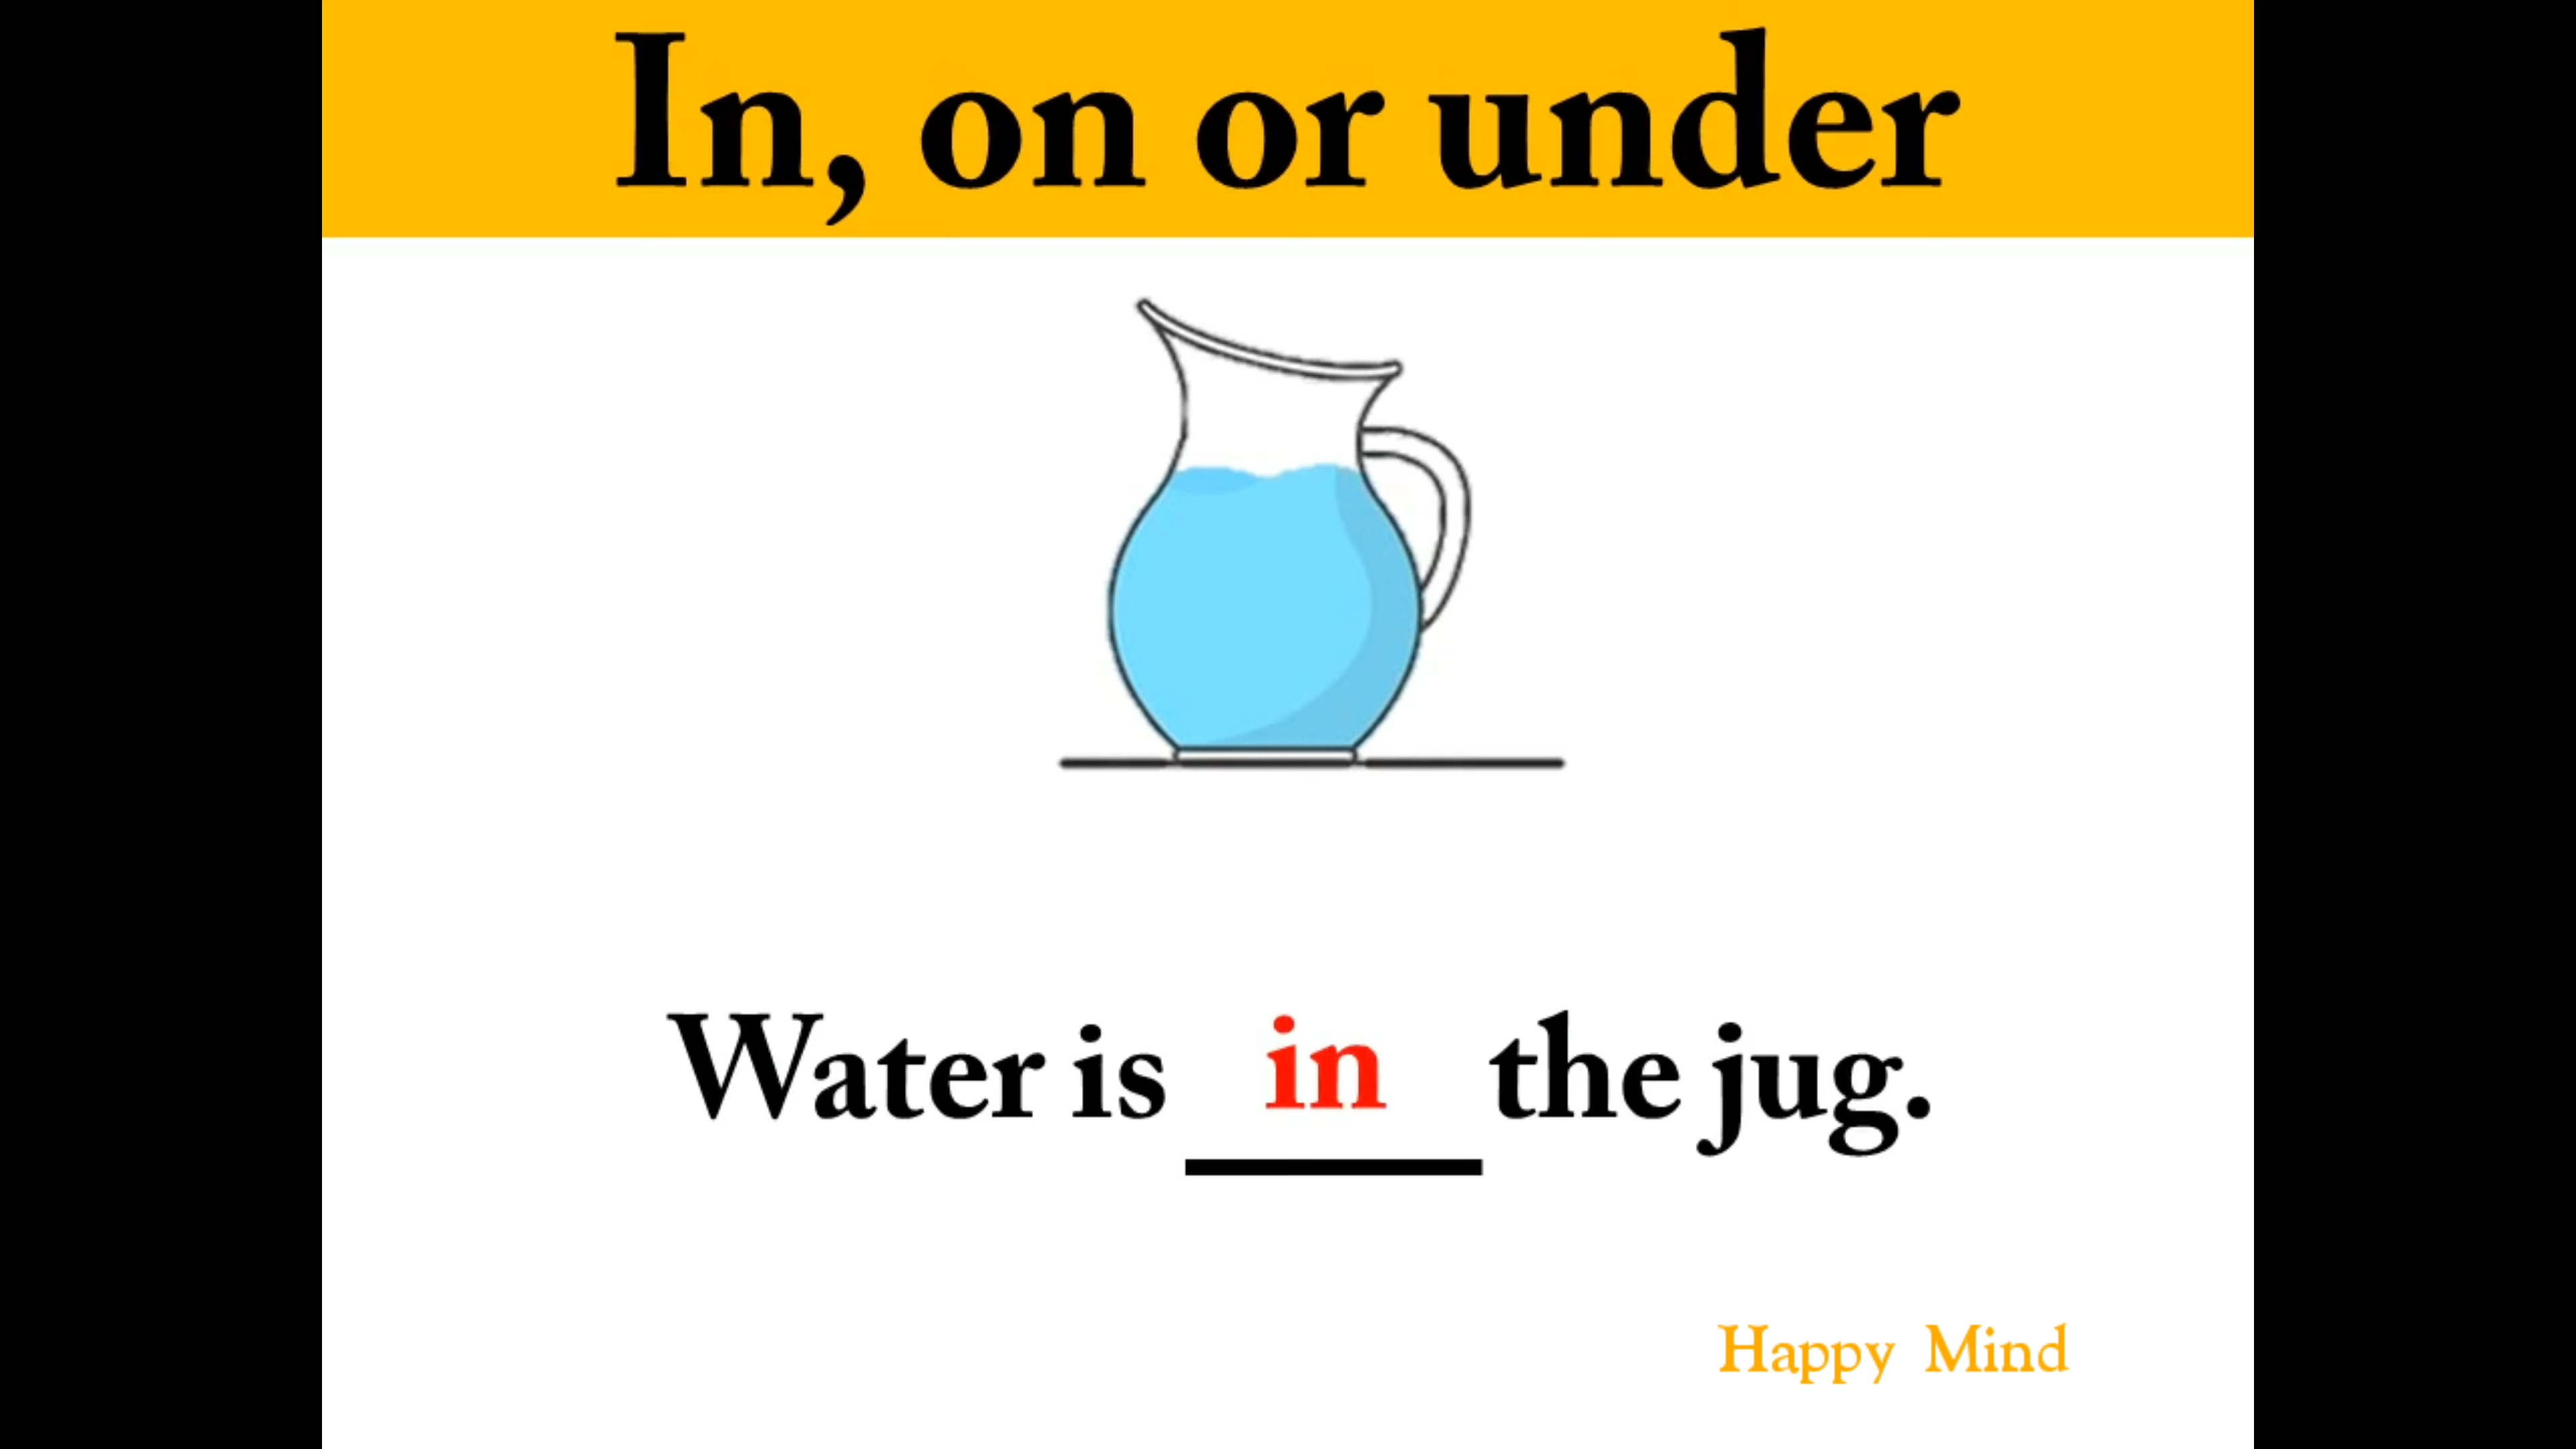 In, on or under
Water is in the jug.
Happy Mind